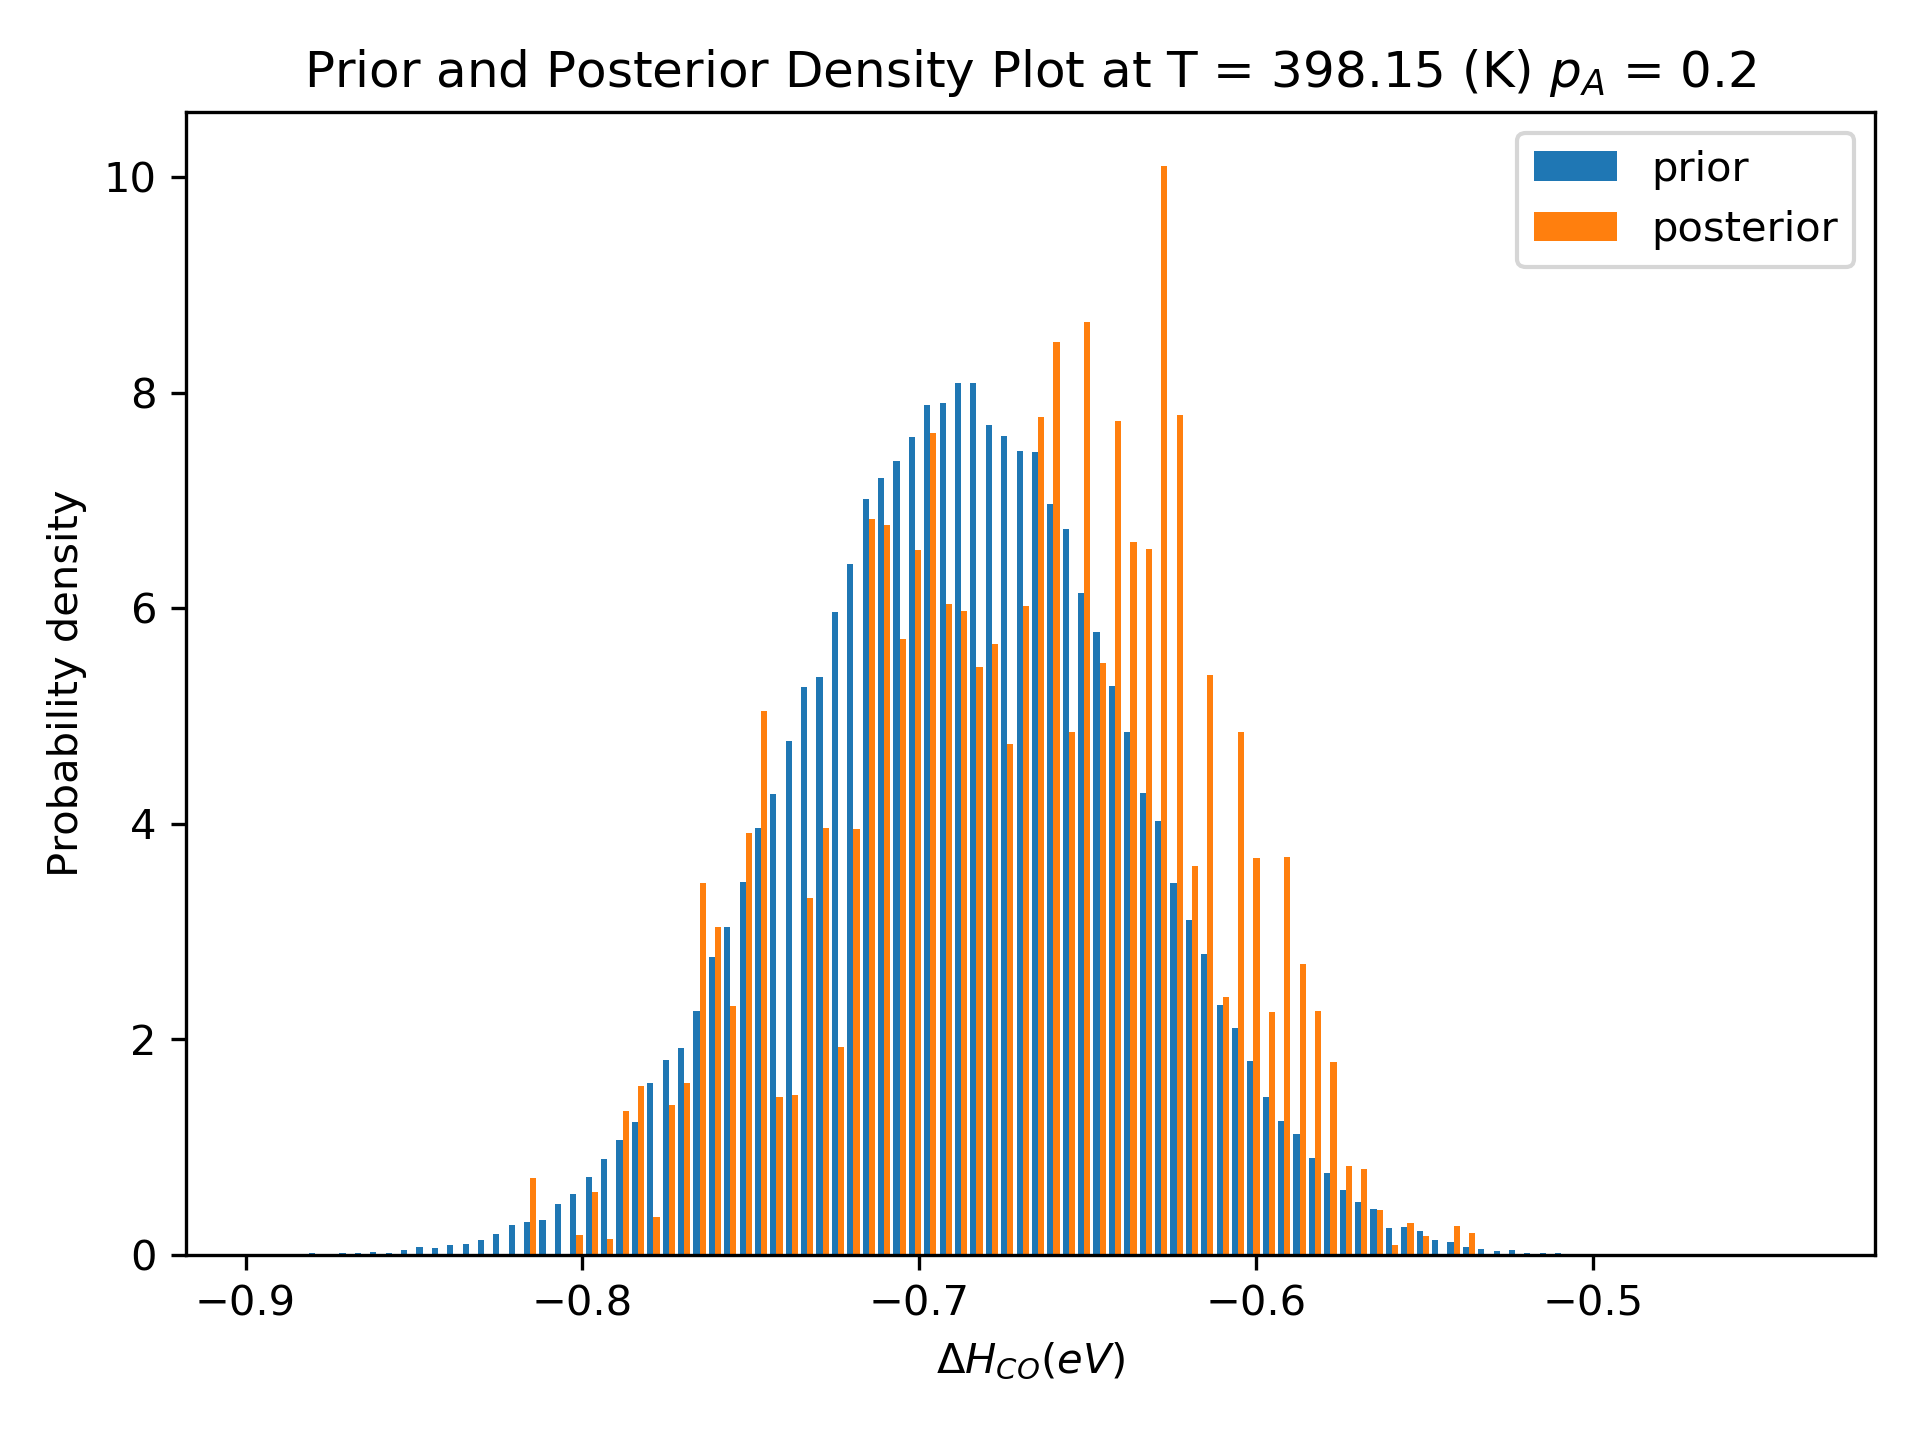 Prior and Posterior Density Plot at T = 398.15 (K) p_A = 0.2
prior
posterior
10
8
6
4
2
0
Probability density
−0.9 −0.8 −0.7 −0.6 −0.5
ΔH_CO(eV)